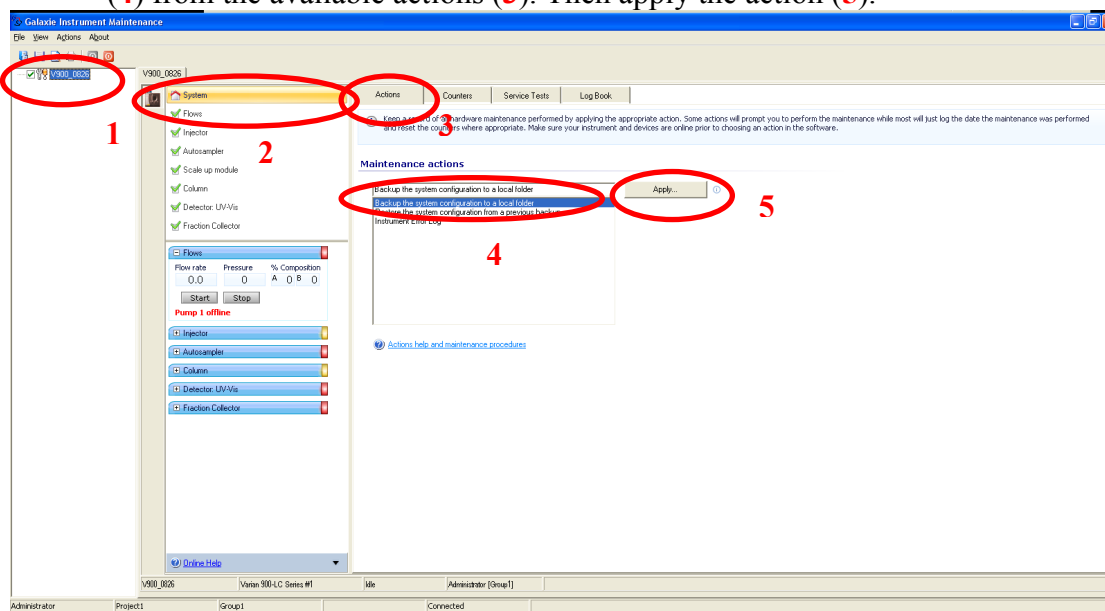 (4) from the available actions (3). Then apply the action (5).
Galaxie Instrument Maintenance
File View Actions About
V900_0826
V900_0826
1
System
Flows
Injector
Autosampler
Scale up module
Column
Detector: UV-Vis
Fraction Collector
2
Flows
Flow rate Pressure % Composition
0.0 0 A 0 B 0
Start Stop
Pump 1 offline
Injector
Autosampler
Column
Detector: UV-Vis
Fraction Collector
Online Help
Actions Counters Service Tests Log Book
3
Keep a record of hardware maintenance performed by applying the appropriate action. Some actions will prompt you to perform the maintenance while most will just log the date the maintenance was performed
and reset the counters where appropriate. Make sure your instrument and devices are online prior to choosing an action in the software.
Maintenance actions
Backup the system configuration to a local folder
Apply...
Backup the system configuration to a local folder
Restore the system configuration from a previous backup
Instrument Error Log
4
5
Actions help and maintenance procedures
V900_0826 Varian 900-LC Series #1 Idle Administrator [Group1]
Administrator Project1 Group1 Connected